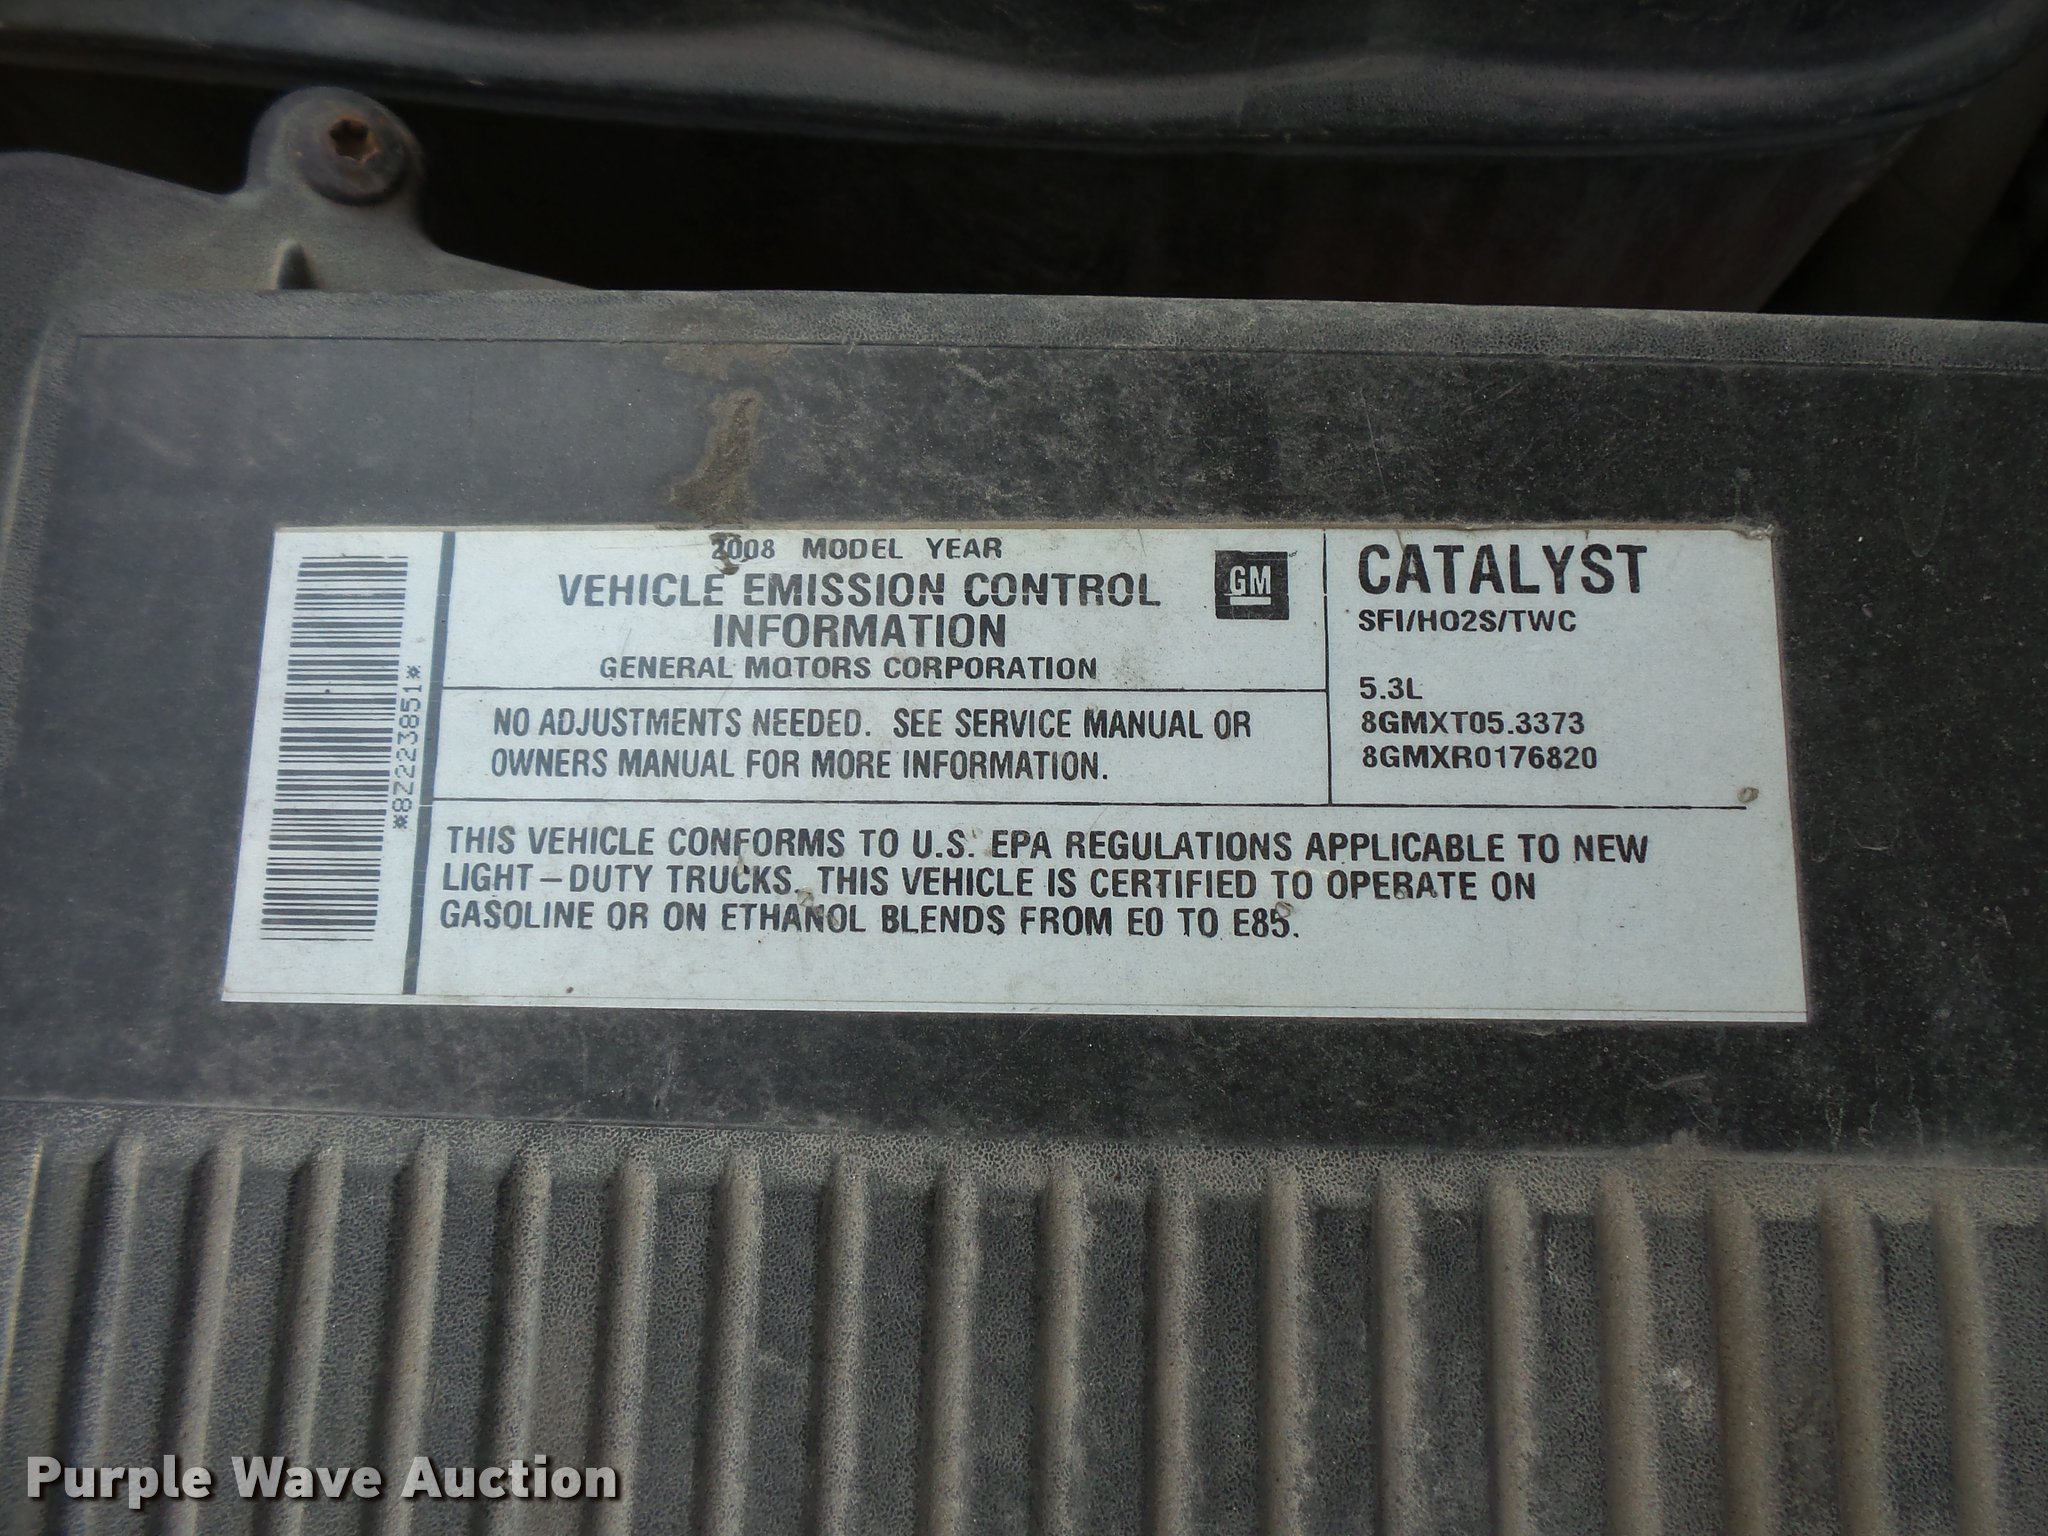 2008 MODEL YEAR
VEHICLE EMISSION CONTROL
INFORMATION
GENERAL MOTORS CORPORATION
GM
NO ADJUSTMENTS NEEDED. SEE SERVICE MANUAL OR
OWNERS MANUAL FOR MORE INFORMATION.
CATALYST
SFI/HO2S/TWC
5.3L
8GMXT05.3373
8GMXR0176820
THIS VEHICLE CONFORMS TO U.S. EPA REGULATIONS APPLICABLE TO NEW
LIGHT-DUTY TRUCKS. THIS VEHICLE IS CERTIFIED TO OPERATE ON
GASOLINE OR ON ETHANOL BLENDS FROM E0 TO E85.
*8Z223851*
Purple Wave Auction